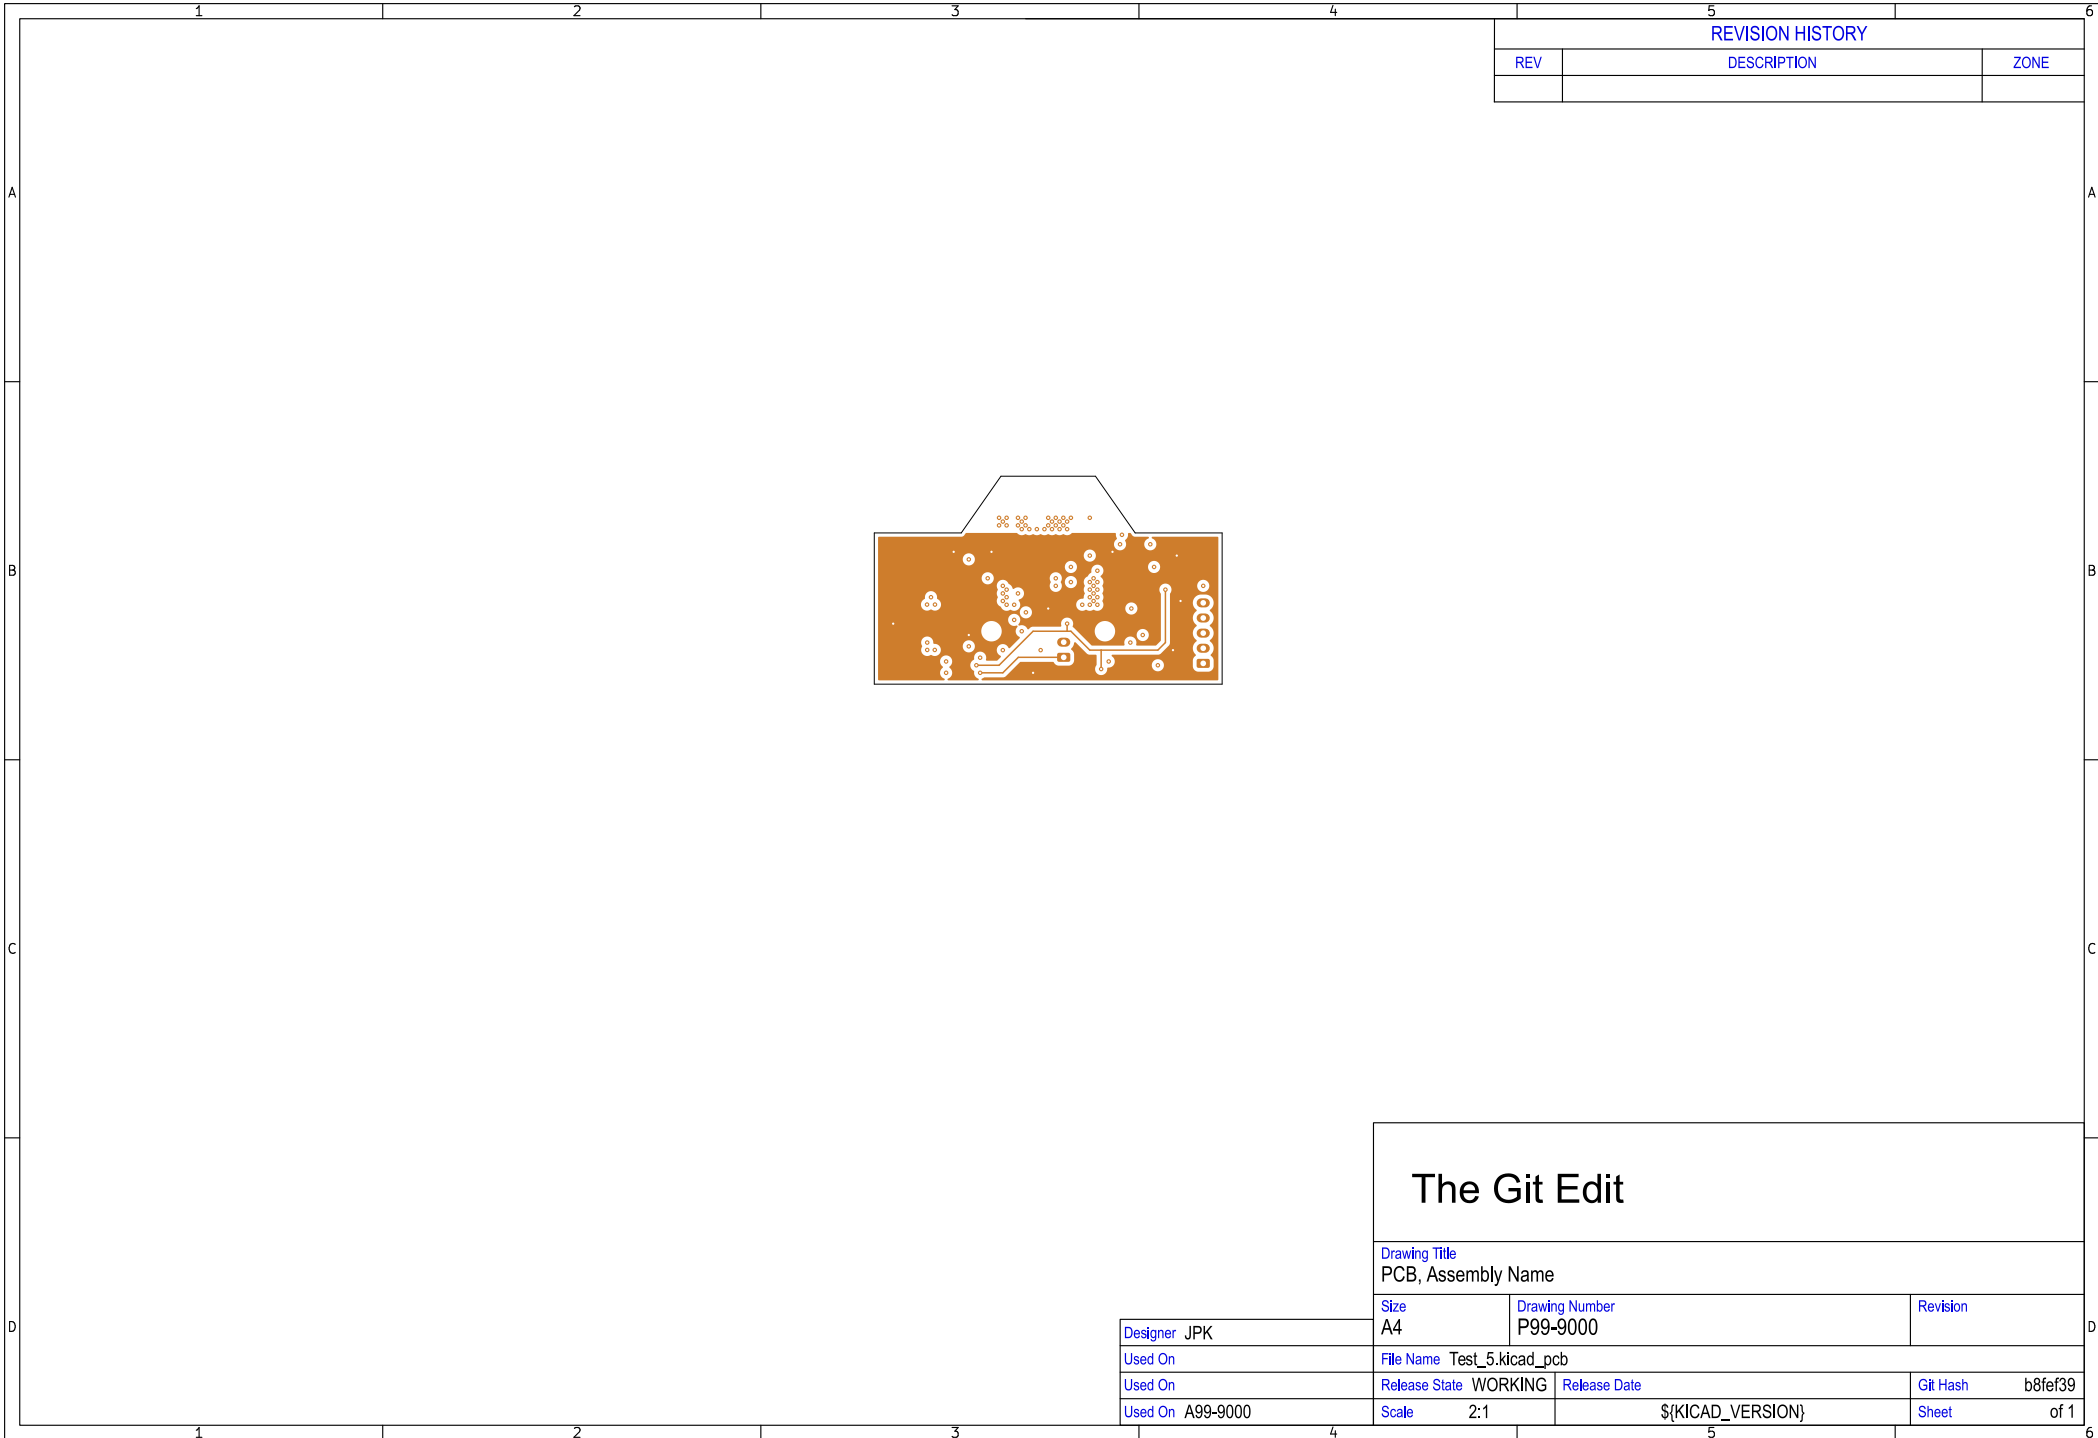 1 2 3 4 5 6
REVISION HISTORY
REV DESCRIPTION ZONE
A A
B B
C C
The Git Edit
Drawing Title
PCB, Assembly Name
Size Drawing Number Revision
A4 P99-9000
D D
Designer JPK
Used On File Name Test_5.kicad_pcb
Used On Release State WORKING Release Date Git Hash b8fef39
Used On A99-9000 Scale 2:1 ${KICAD_VERSION} Sheet of 1
1 2 3 4 5 6